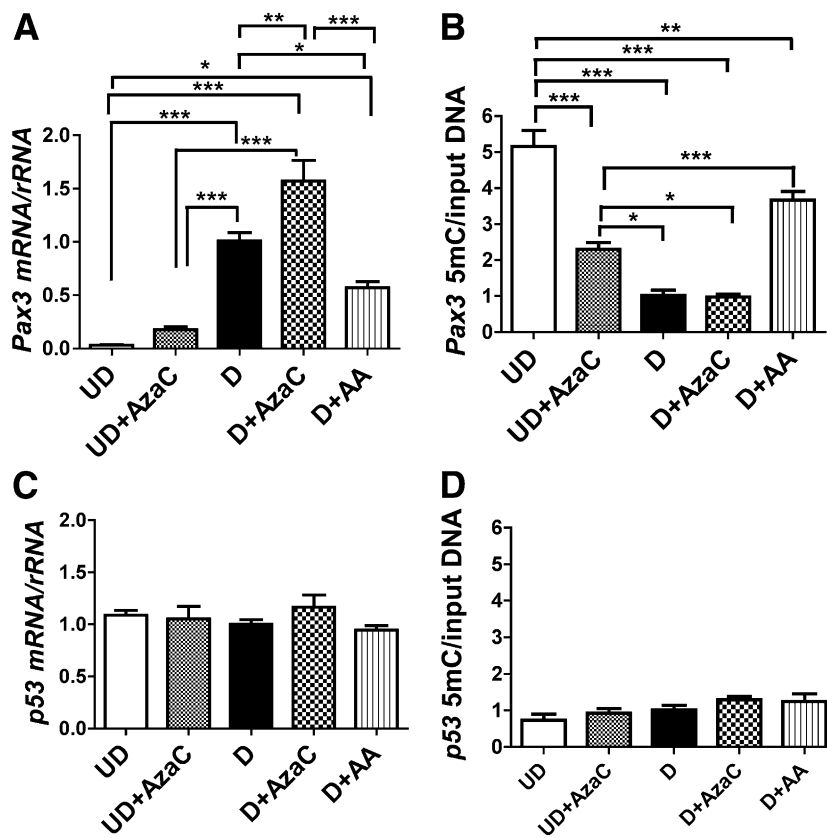 A
**
***
*
*
***
***
***
***
Pax3 mRNA/rRNA
2.0
1.5
1.0
0.5
0.0
UD
UD+AzaC
D
D+AzaC
D+AA
B
**
***
***
***
***
*
*
Pax3 5mC/input DNA
6
5
4
3
2
1
0
UD
UD+AzaC
D
D+AzaC
D+AA
C
p53 mRNA/rRNA
2.0
1.5
1.0
0.5
0.0
UD
UD+AzaC
D
D+AzaC
D+AA
D
p53 5mC/input DNA
6
5
4
3
2
1
0
UD
UD+AzaC
D
D+AzaC
D+AA